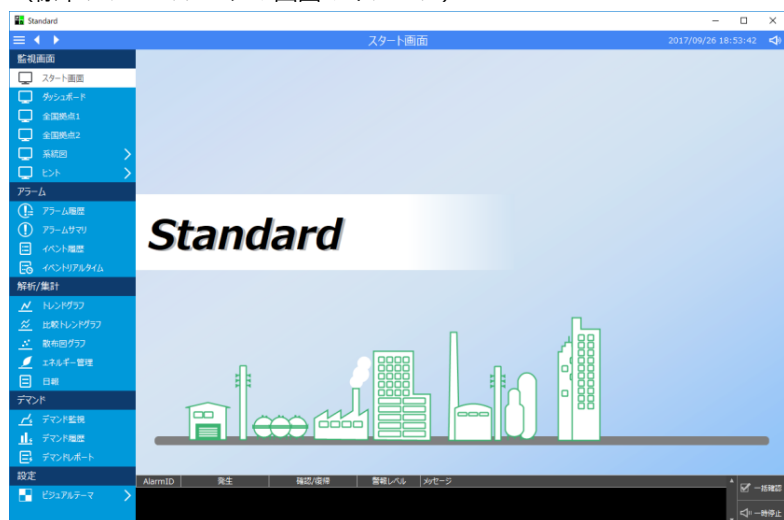 Standard
スタート画面 2017/09/26 18:53:42
監視画面
スタート画面
ダッシュボード
全国拠点1
全国拠点2
系統図
ヒント
アラーム
アラーム履歴
アラームサマリ
イベント履歴
イベントリアルタイム
解析/集計
トレンドグラフ
比較トレンドグラフ
散布図グラフ
エネルギー管理
日報
デマンド
デマンド監視
デマンド履歴
デマンドレポート
設定
ビジュアルテーマ
Standard
AlarmID 発生 確認/復帰 警報レベル メッセージ
一括確認
一時停止